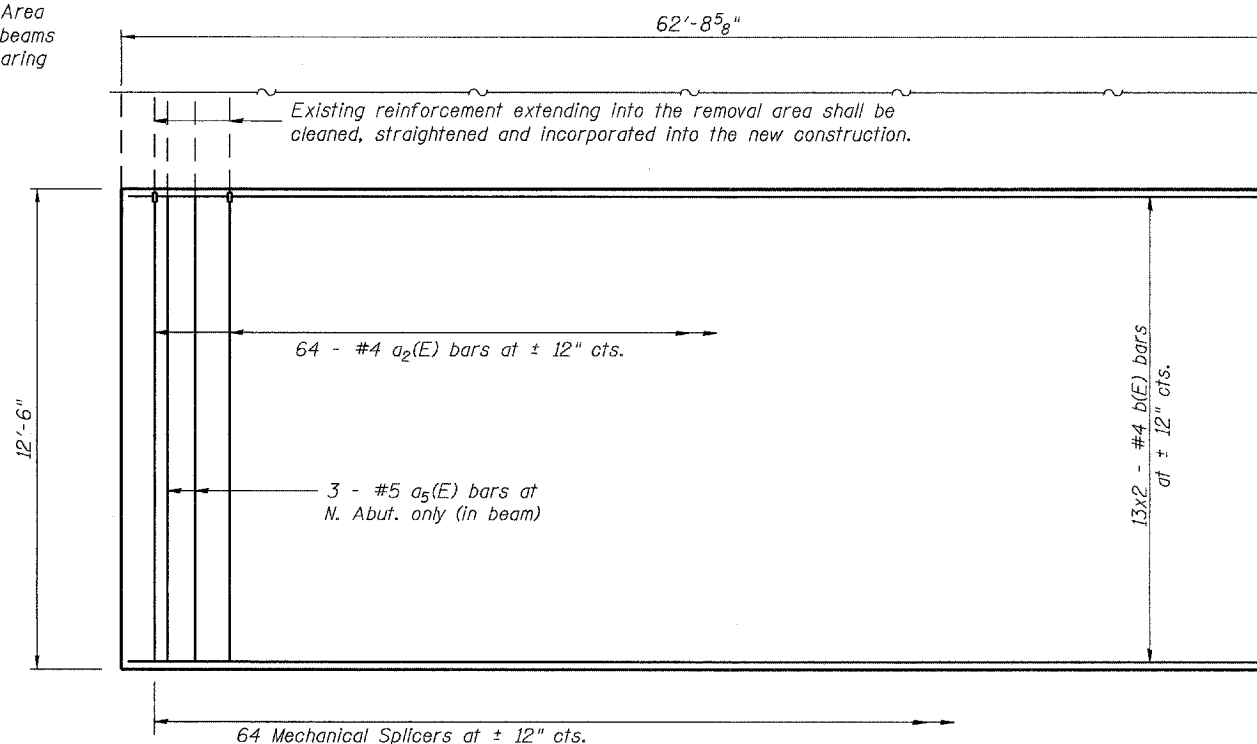 Area
beams
aring
62'-8 5/8"
Existing reinforcement extending into the removal area shall be
cleaned, straightened and incorporated into the new construction.
12'-6"
64 - #4 a2(E) bars at ± 12" cts.
3 - #5 a5(E) bars at
N. Abut. only (in beam)
13x2 - #4 b(E) bars
at ± 12" cts.
64 Mechanical Splicers at ± 12" cts.